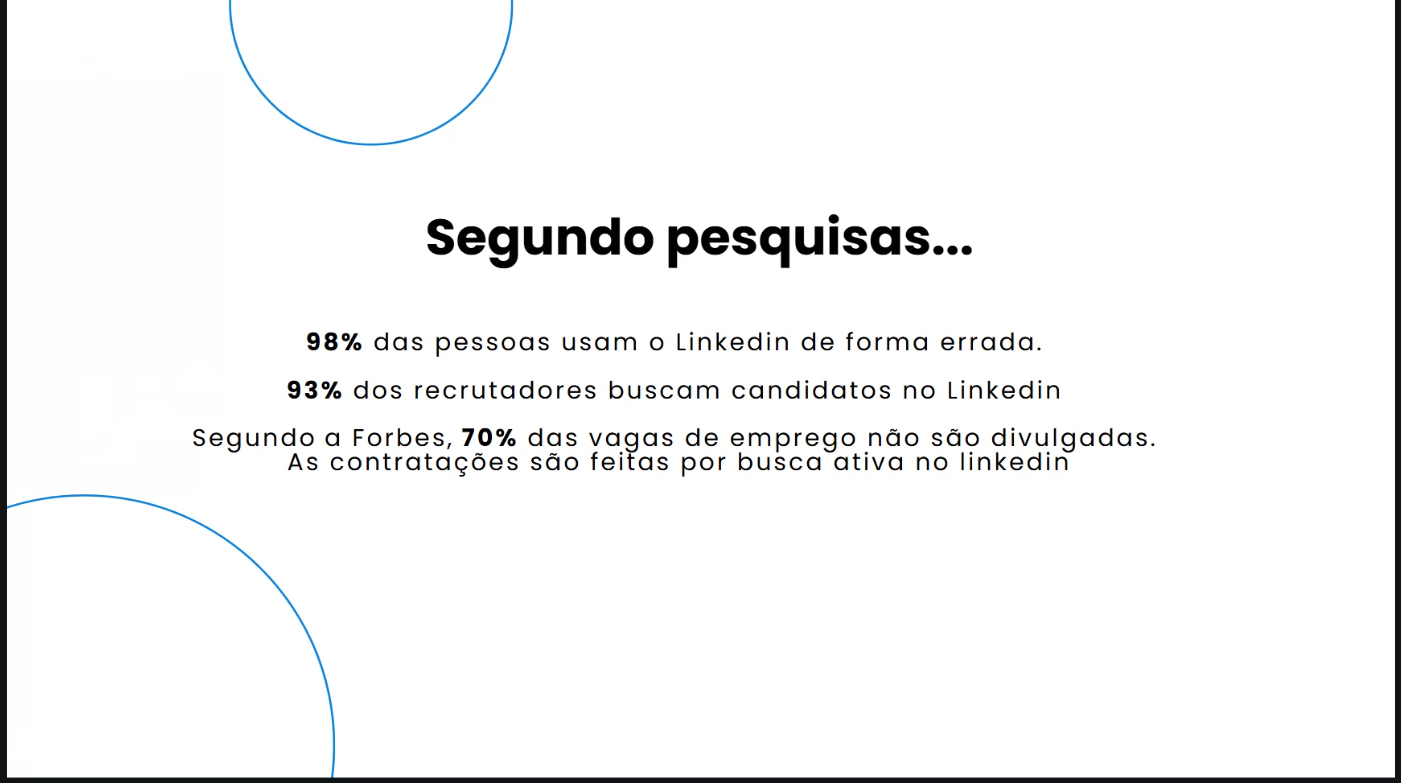 Segundo pesquisas...
98% das pessoas usam o Linkedin de forma errada.
93% dos recrutadores buscam candidatos no Linkedin
Segundo a Forbes, 70% das vagas de emprego não são divulgadas.
As contratações são feitas por busca ativa no linkedin